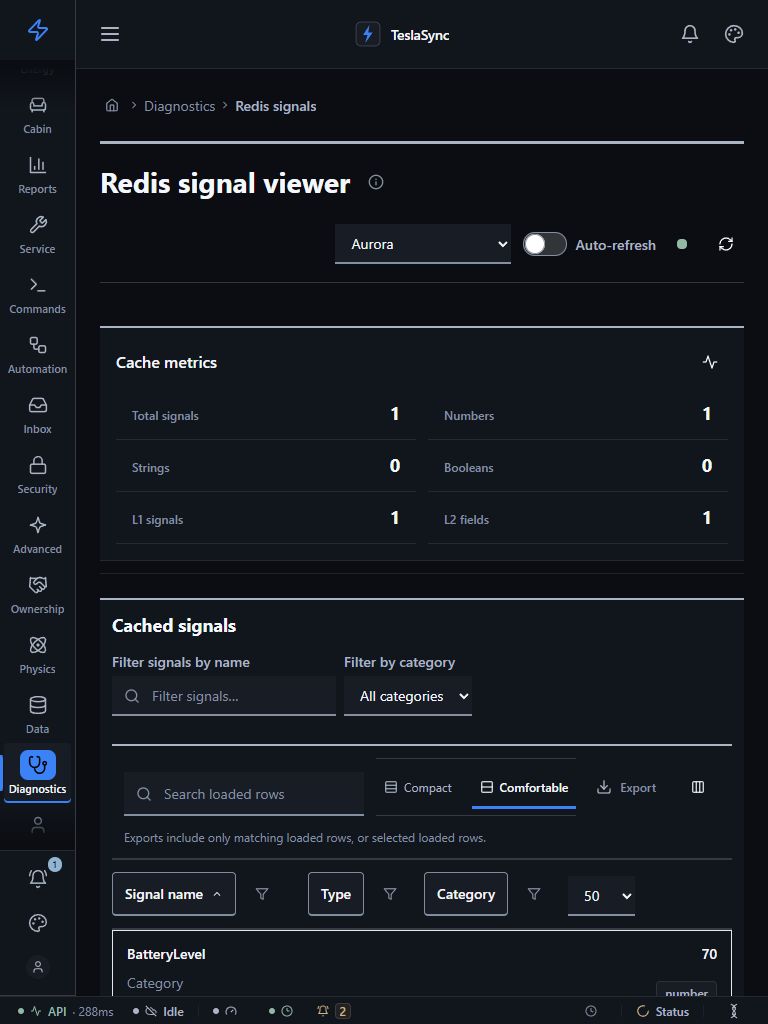 TeslaSync
Energy
Cabin
Reports
Service
Commands
Automation
Inbox
Security
Advanced
Ownership
Physics
Data
Diagnostics
1
Diagnostics > Redis signals
Redis signal viewer
Aurora
Auto-refresh
Cache metrics
Total signals 1
Numbers 1
Strings 0
Booleans 0
L1 signals 1
L2 fields 1
Cached signals
Filter signals by name
Filter by category
Filter signals...
All categories
Search loaded rows
Compact
Comfortable
Export
Exports include only matching loaded rows, or selected loaded rows.
Signal name
Type
Category
50
BatteryLevel 70
Category
number
API · 288ms
Idle
2
Status